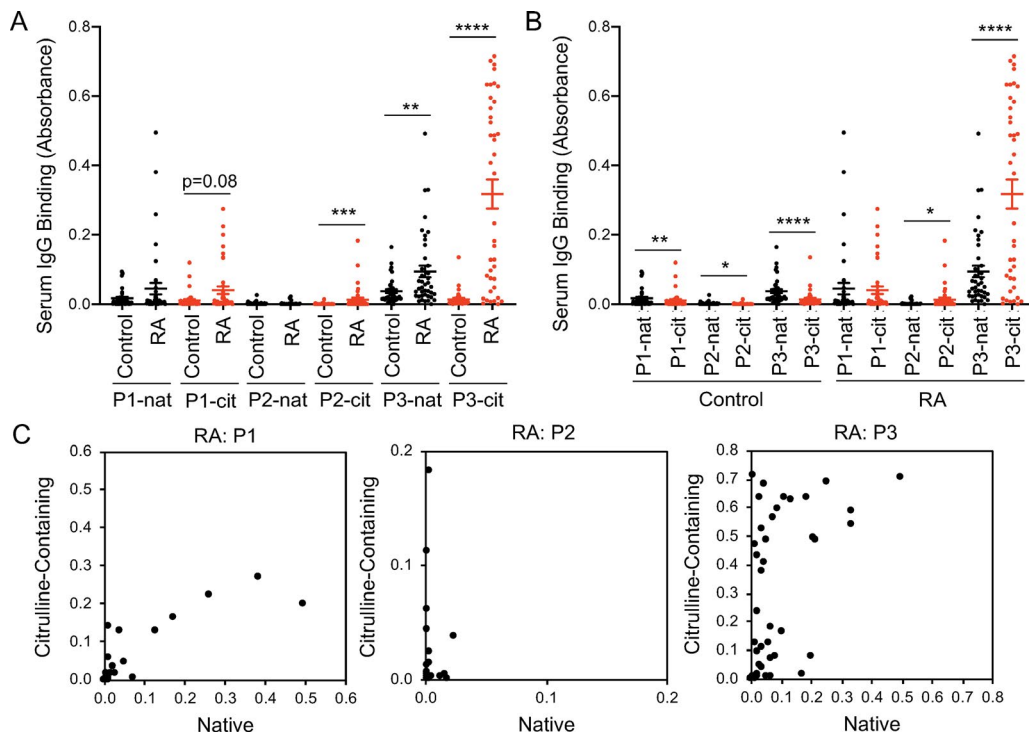 A
Serum IgG Binding (Absorbance)
0.8
0.6
0.4
0.2
0.0
p=0.08
***
**
****
Control
RA
Control
RA
Control
RA
Control
RA
Control
RA
Control
RA
P1-nat
P1-cit
P2-nat
P2-cit
P3-nat
P3-cit
B
Serum IgG Binding (Absorbance)
0.8
0.6
0.4
0.2
0.0
**
*
****
*
****
P1-nat
P1-cit
P2-nat
P2-cit
P3-nat
P3-cit
P1-nat
P1-cit
P2-nat
P2-cit
P3-nat
P3-cit
Control
RA
C
RA: P1
Citrulline-Containing
0.6
0.5
0.4
0.3
0.2
0.1
0.0
0.0 0.1 0.2 0.3 0.4 0.5 0.6
Native
RA: P2
Citrulline-Containing
0.2
0.1
0.0
0.0 0.1 0.2
Native
RA: P3
Citrulline-Containing
0.8
0.7
0.6
0.5
0.4
0.3
0.2
0.1
0.0
0.0 0.1 0.2 0.3 0.4 0.5 0.6 0.7 0.8
Native